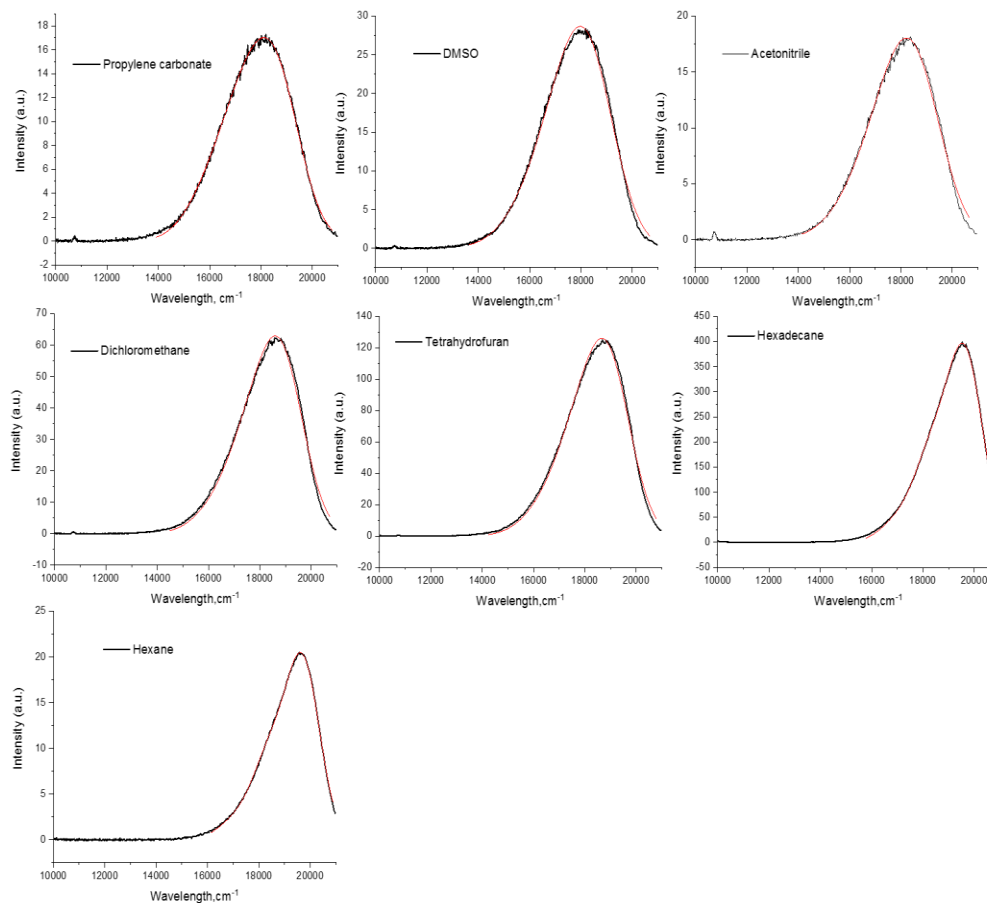 Propylene carbonate
Intensity (a.u.)
18
16
14
12
10
8
6
4
2
0
-2
10000 12000 14000 16000 18000 20000
Wavelength, cm-1
DMSO
Intensity (a.u.)
30
25
20
15
10
5
0
10000 12000 14000 16000 18000 20000
Wavelength, cm-1
Acetonitrile
Intensity (a.u.)
20
15
10
5
0
10000 12000 14000 16000 18000 20000
Wavelength, cm-1
Dichloromethane
Intensity (a.u.)
70
60
50
40
30
20
10
0
-10
10000 12000 14000 16000 18000 20000
Wavelength,cm-1
Tetrahydrofuran
Intensity (a.u.)
140
120
100
80
60
40
20
0
-20
10000 12000 14000 16000 18000 20000
Wavelength,cm-1
Hexadecane
Intensity (a.u.)
450
400
350
300
250
200
150
100
50
0
-50
10000 12000 14000 16000 18000 20000
Wavelength,cm-1
Hexane
Intensity (a.u.)
25
20
15
10
5
0
10000 12000 14000 16000 18000 20000
Wavelength,cm-1